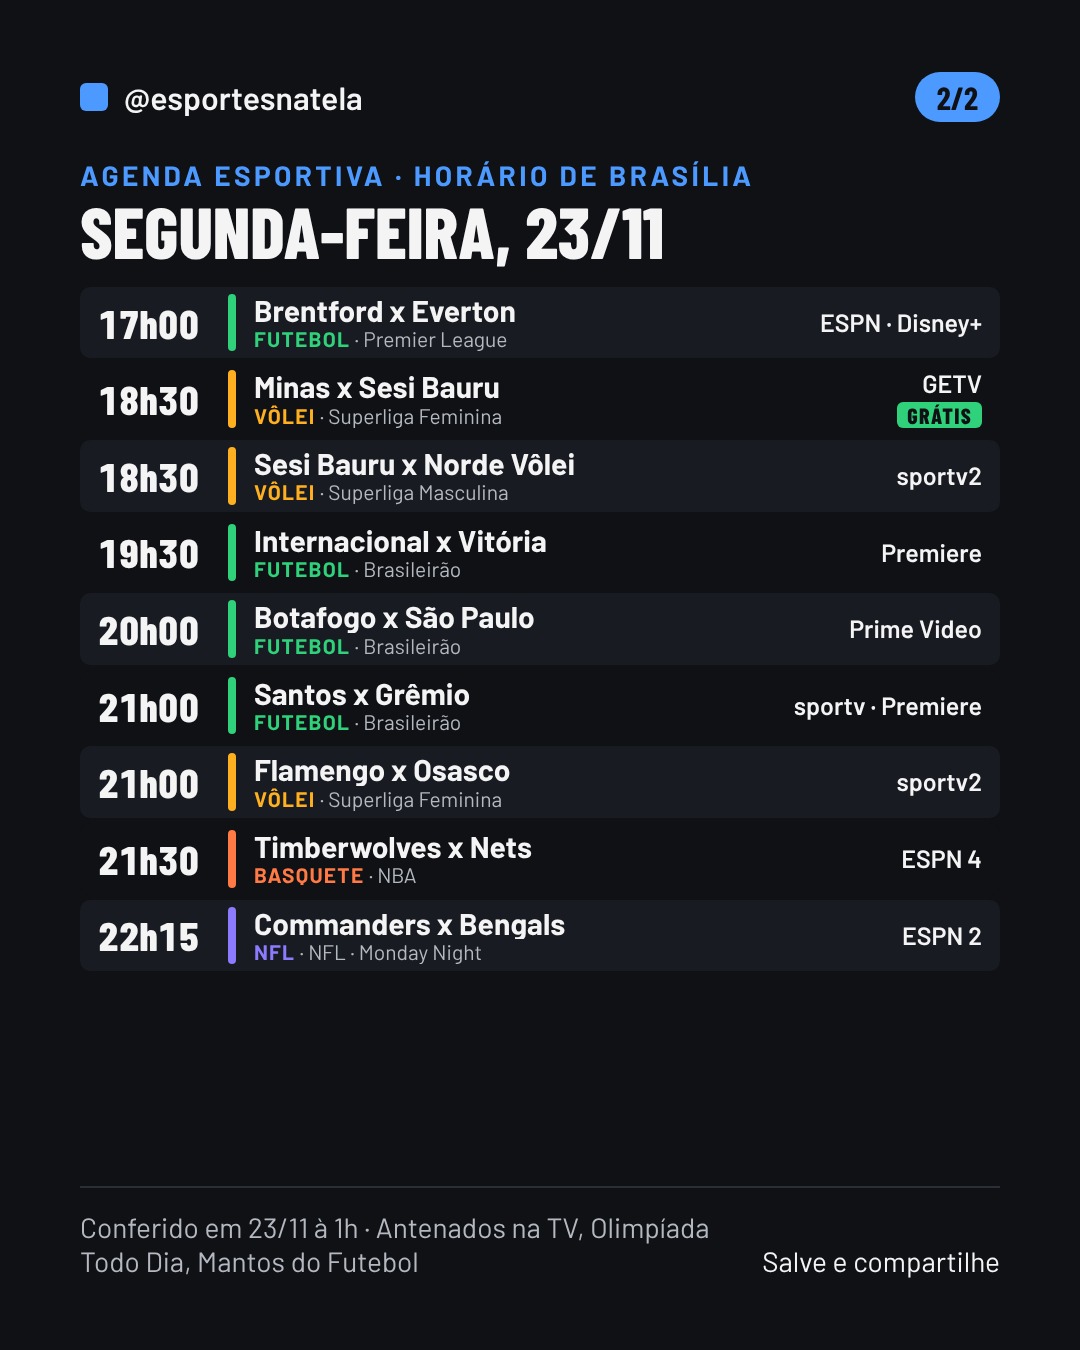 @esportesnatela
2/2
AGENDA ESPORTIVA · HORÁRIO DE BRASÍLIA
SEGUNDA-FEIRA, 23/11
17h00
Brentford x Everton
FUTEBOL · Premier League
ESPN · Disney+
18h30
Minas x Sesi Bauru
VÔLEI · Superliga Feminina
GETV
GRÁTIS
18h30
Sesi Bauru x Norde Vôlei
VÔLEI · Superliga Masculina
sportv2
19h30
Internacional x Vitória
FUTEBOL · Brasileirão
Premiere
20h00
Botafogo x São Paulo
FUTEBOL · Brasileirão
Prime Video
21h00
Santos x Grêmio
FUTEBOL · Brasileirão
sportv · Premiere
21h00
Flamengo x Osasco
VÔLEI · Superliga Feminina
sportv2
21h30
Timberwolves x Nets
BASQUETE · NBA
ESPN 4
22h15
Commanders x Bengals
NFL · NFL · Monday Night
ESPN 2
Conferido em 23/11 à 1h · Antenados na TV, Olimpíada
Todo Dia, Mantos do Futebol
Salve e compartilhe